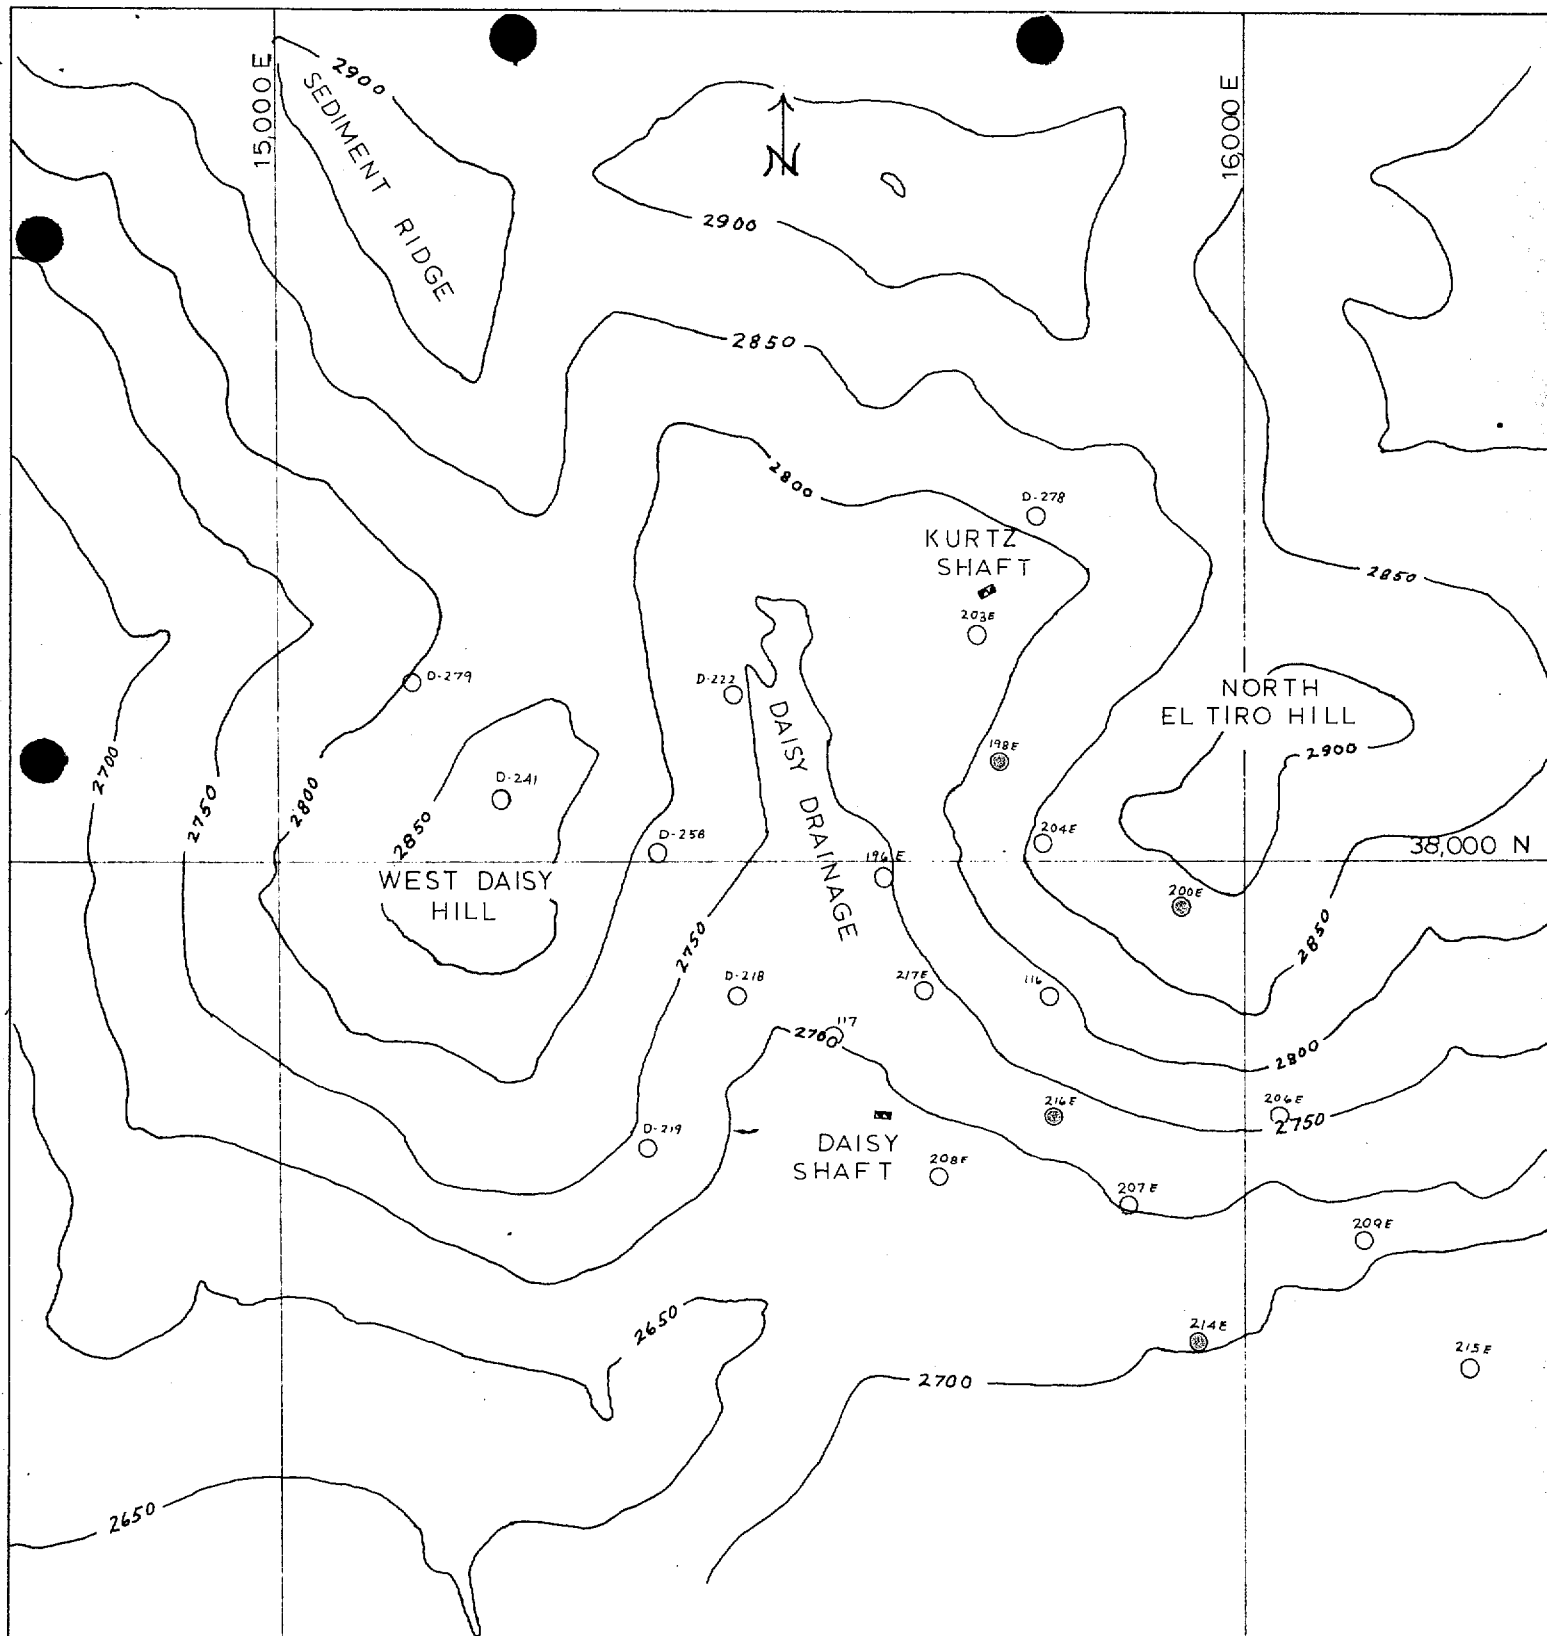 2900
15,000 E
SEDIMENT RIDGE
16,000 E
N
2900
2850
2800
D-278
KURTZ
SHAFT
2850
203E
D-279
D-222
NORTH
EL TIRO HILL
DAISY DRAINAGE
198E
2900
2700
2750
2800
D-241
2850
D-258
204E
38,000 N
196E
WEST DAISY
HILL
200E
2850
2750
D-218
217E
116
117
2700
2800
216E
206E
2750
D-219
DAISY
SHAFT
208E
207E
209E
2650
214E
215E
2700
2650